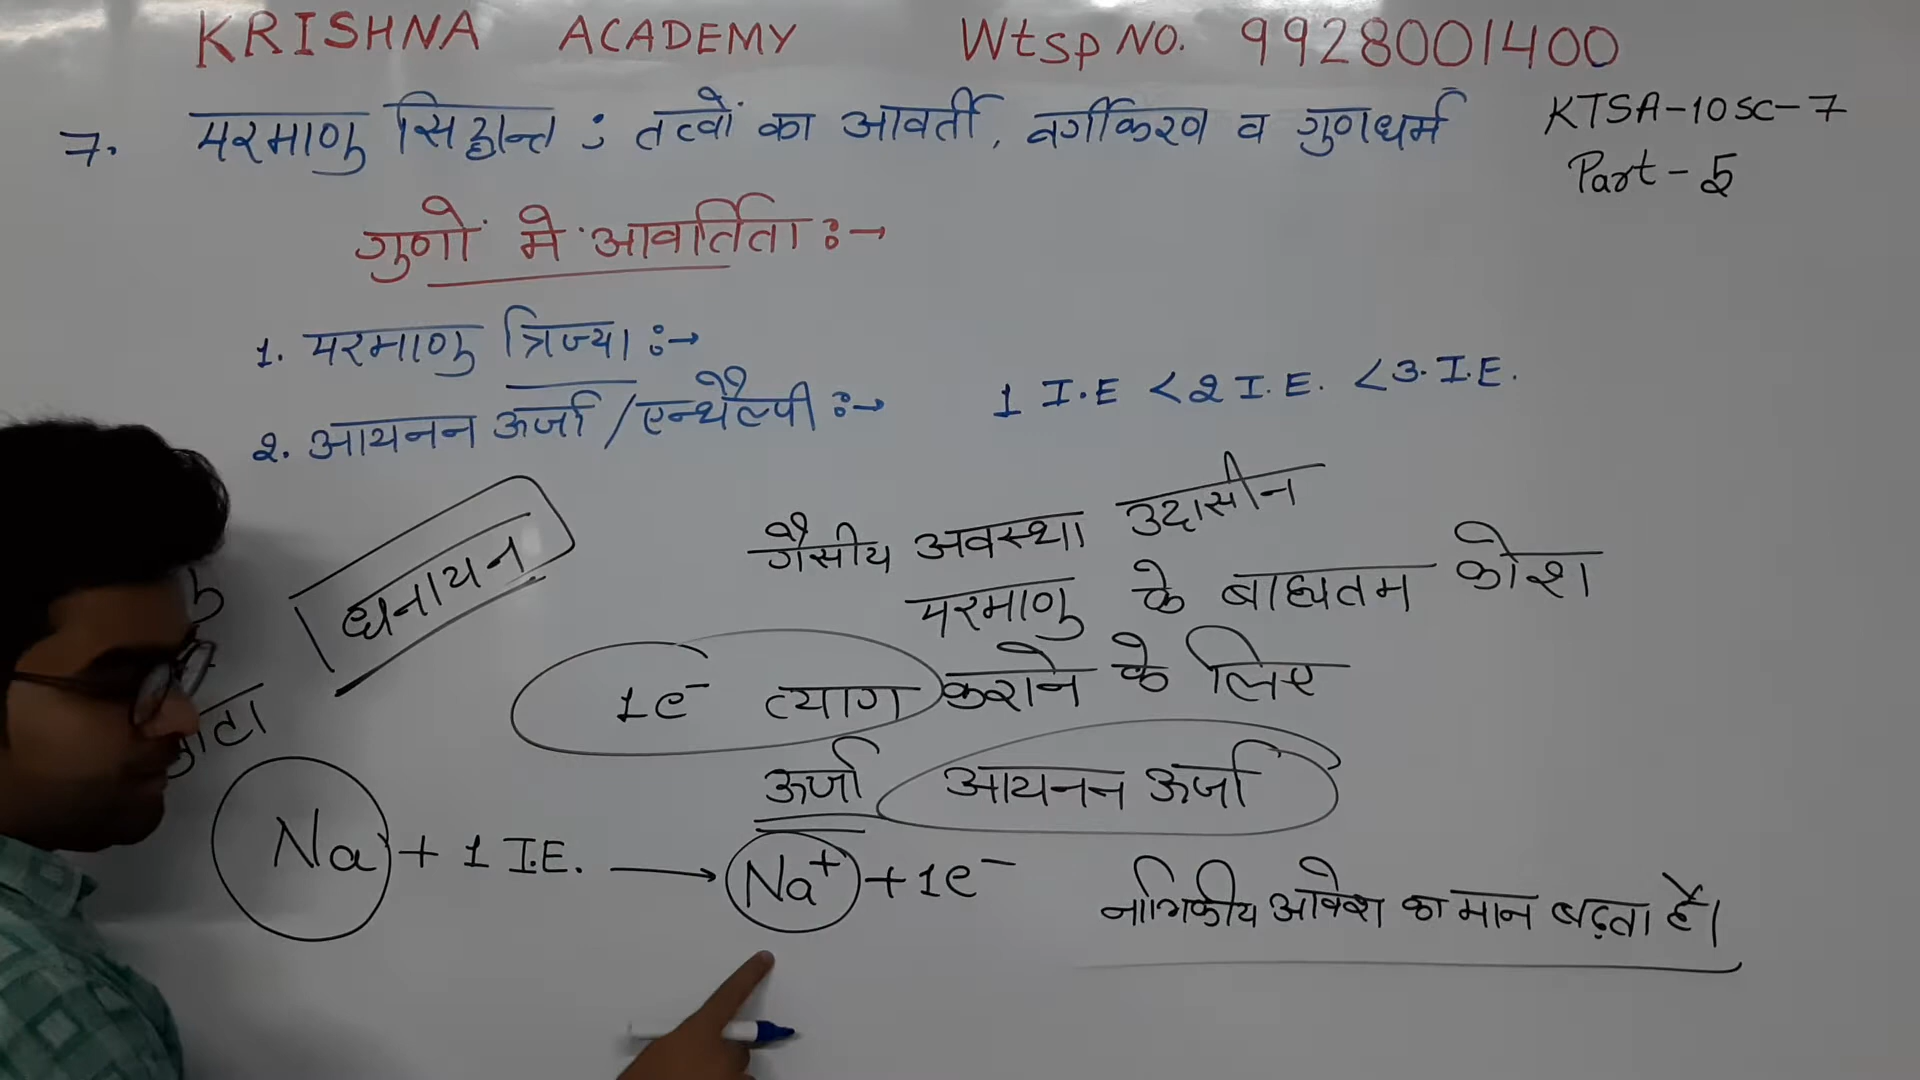 KRISHNA ACADEMY Wtsp NO. 9928001400
7. परमाणु सिद्धान्त : तत्वों का आवर्ती, वर्गीकरण व गुणधर्म
KTSA-10SC-7
Part - 5
गुणों मे आवर्तिता :→
1. परमाणु त्रिज्या :→
2. आयनन ऊर्जा / एन्थैल्पी :→ 1 I.E < 2 I.E. < 3. I.E.
धनायन
गैसीय अवस्था उदासीन
परमाणु के बाह्यतम कोश
1e⁻ त्याग कराने के लिए
ऊर्जा आयनन ऊर्जा
Na + 1 I.E. → Na⁺ + 1e⁻
नाभिकीय आवेश का मान बढ़ता है।